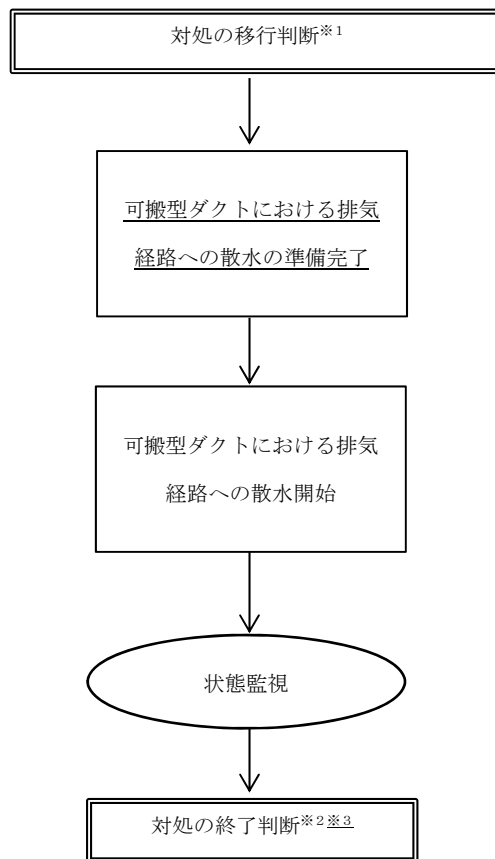 対処の移行判断※1
可搬型ダクトにおける排気
経路への散水の準備完了
可搬型ダクトにおける排気
経路への散水開始
状態監視
対処の終了判断※2※3